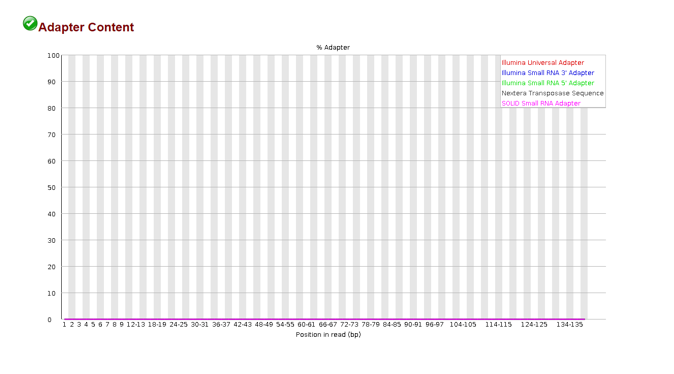 Adapter Content
% Adapter
100
90
80
70
60
50
40
30
20
10
0
Illumina Universal Adapter
Illumina Small RNA 3' Adapter
Illumina Small RNA 5' Adapter
Nextera Transposase Sequence
SOLID Small RNA Adapter
1 2 3 4 5 6 7 8 9 12-13 18-19 24-25 30-31 36-37 42-43 48-49 54-55 60-61 66-67 72-73 78-79 84-85 90-91 96-97 104-105 114-115 124-125 134-135
Position in read (bp)